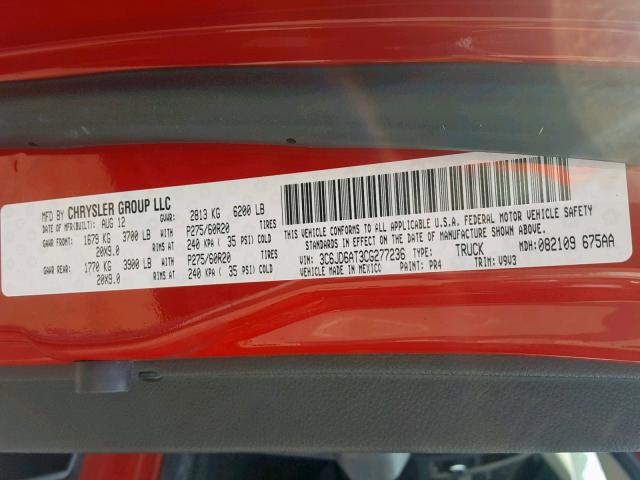 MFD BY CHRYSLER GROUP LLC
DATE OF MFR(BUILT): AUG 12 GVWR: 2813 KG 6200 LB
GAWR FRONT: 1679 KG 3700 LB P275/60R20 TIRES
20X9.0 RIMS AT 240 KPA ( 35 PSI) COLD
GAWR REAR: 1770 KG 3900 LB P275/60R20 TIRES
20X9.0 RIMS AT 240 KPA ( 35 PSI) COLD
THIS VEHICLE CONFORMS TO ALL APPLICABLE U.S.A. FEDERAL MOTOR VEHICLE SAFETY
STANDARDS IN EFFECT ON THE DATE OF MANUFACTURE SHOWN ABOVE.
VIN: 3C6JD6AT3CG277236 TYPE: TRUCK MDH: 082109 675AA
MADE IN MEXICO PAINT: PR4 TRIM: V9V3